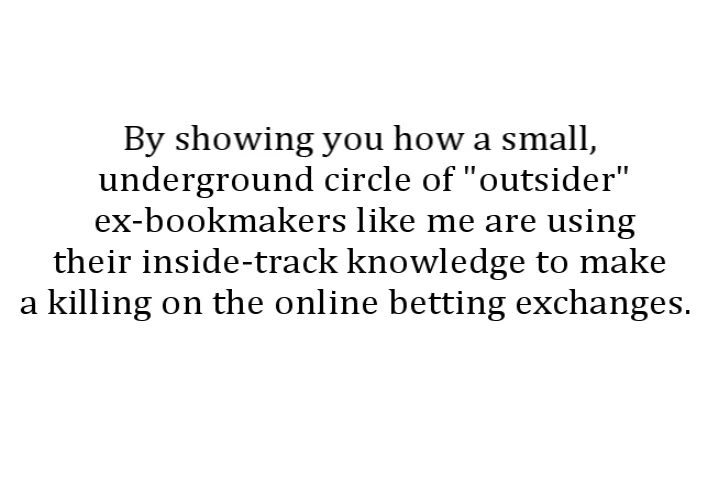 By showing you how a small,
underground circle of "outsider"
ex-bookmakers like me are using
their inside-track knowledge to make
a killing on the online betting exchanges.